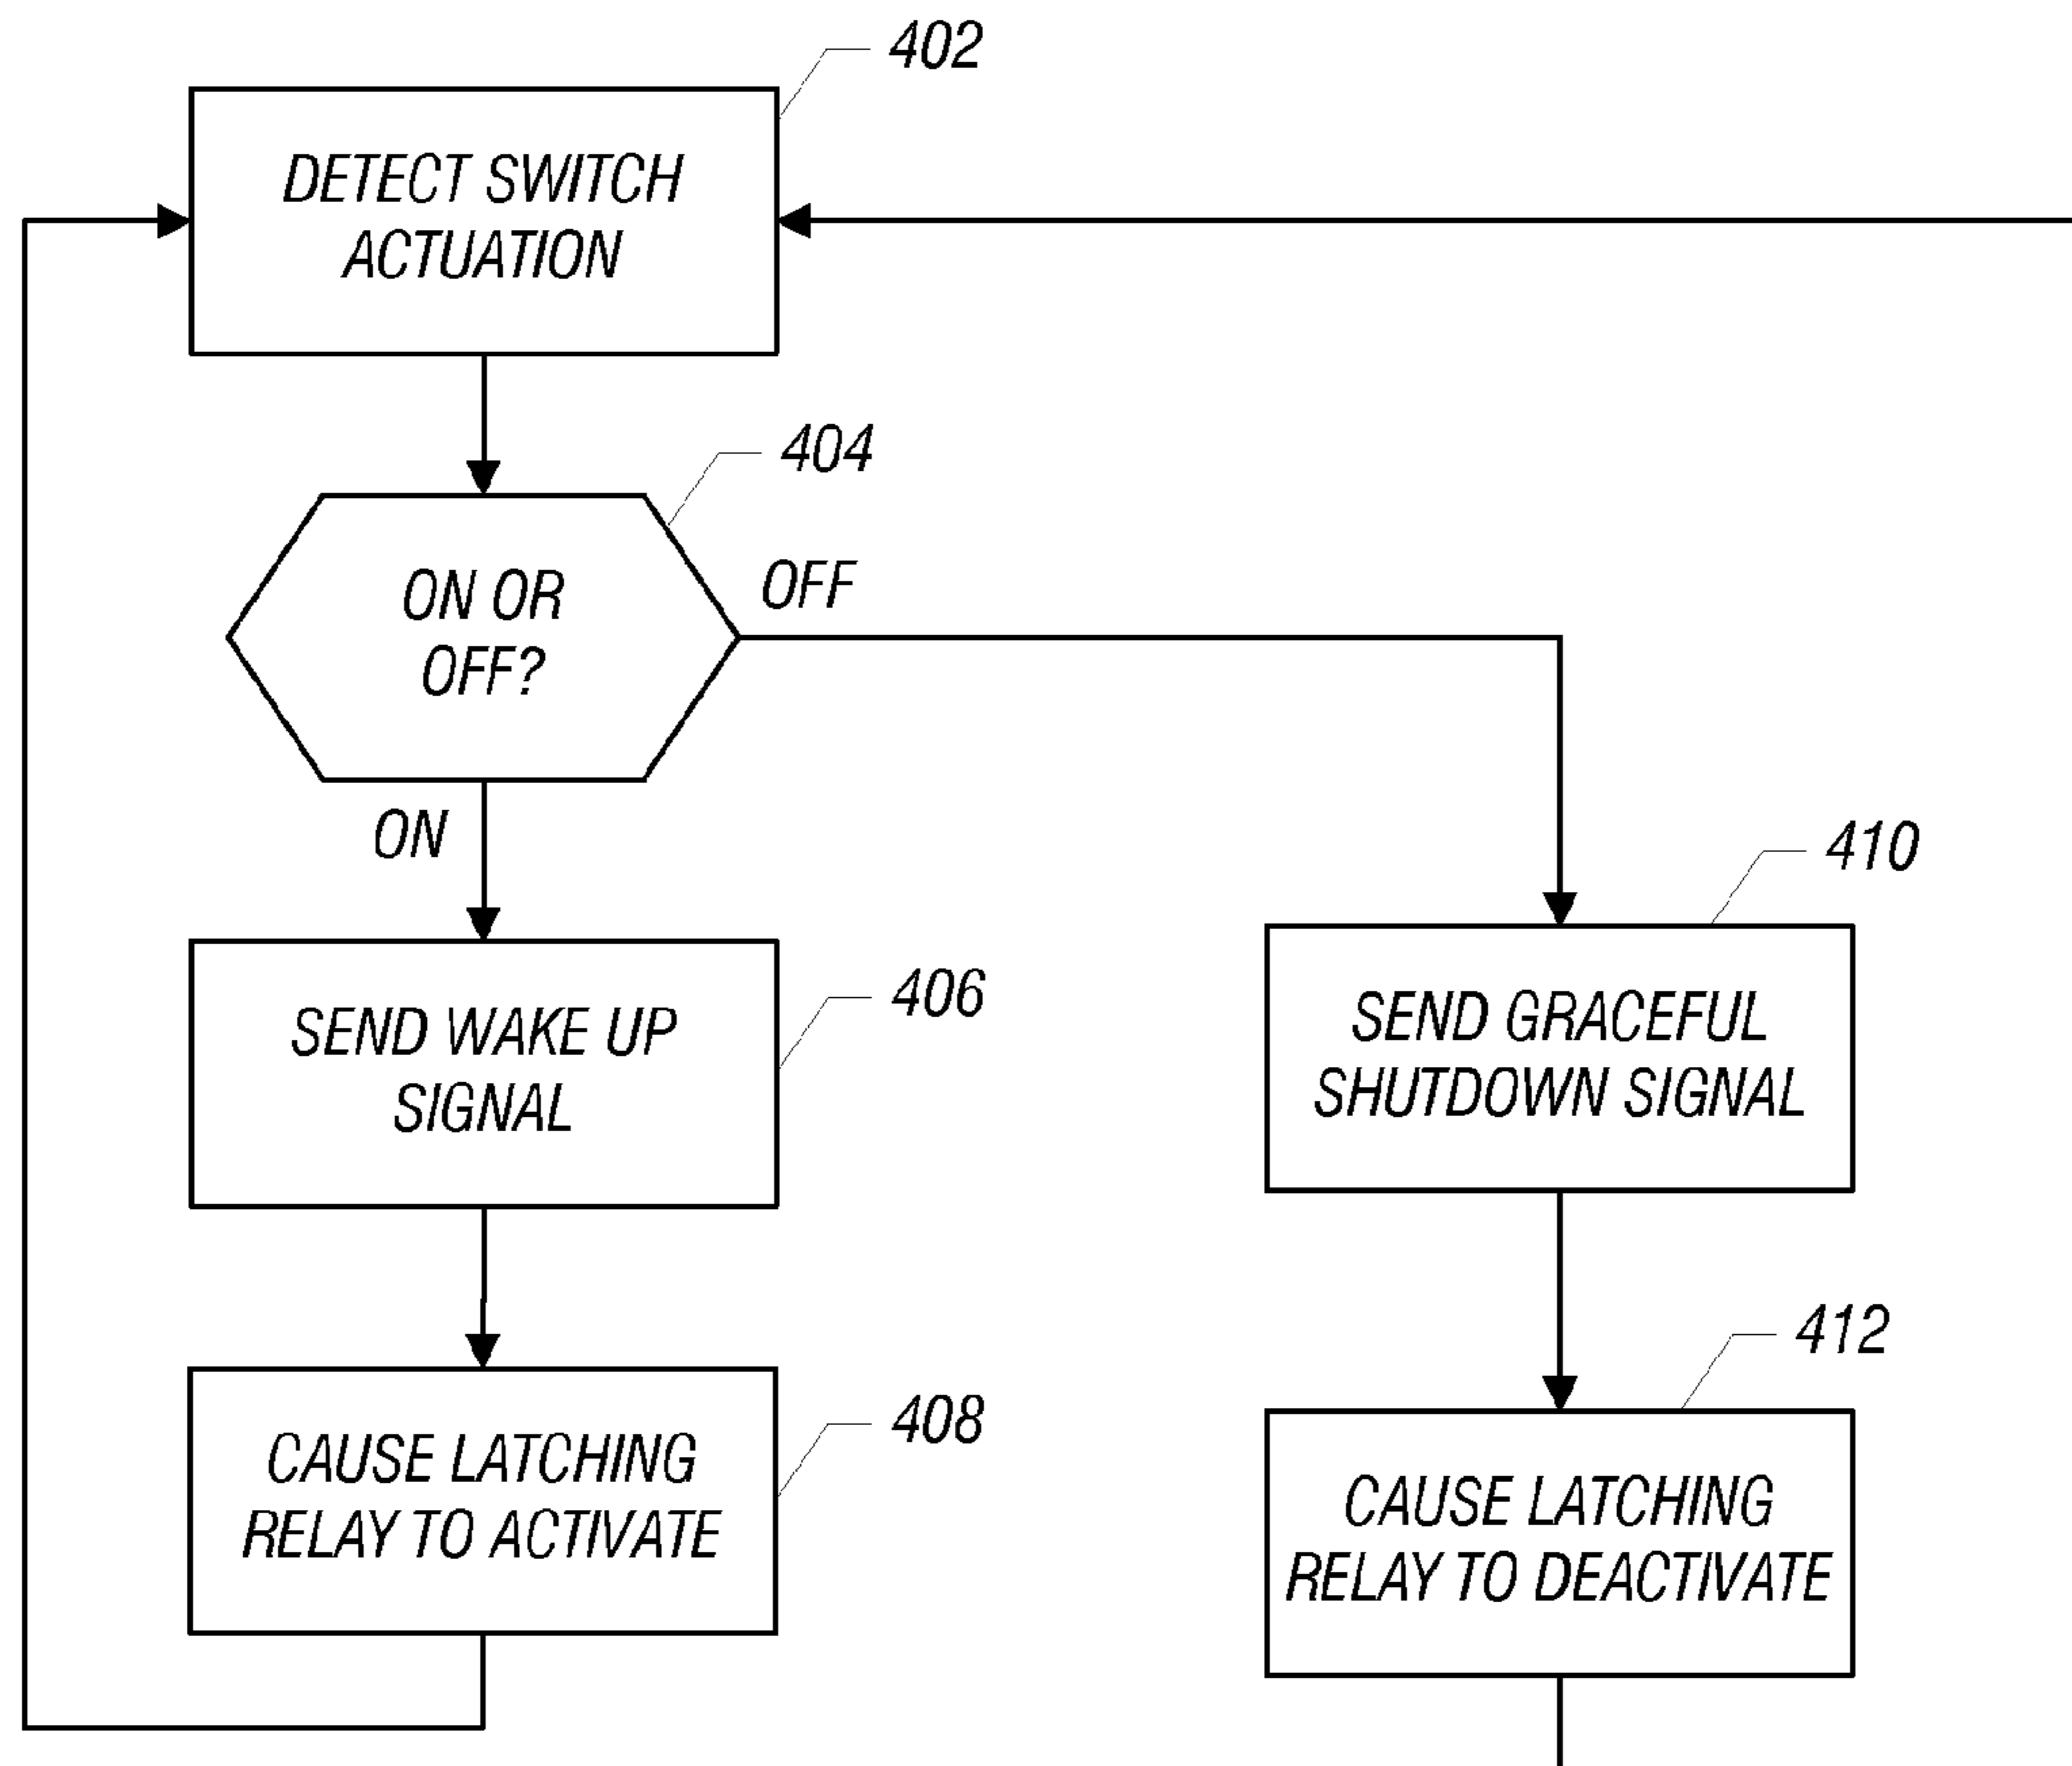 402
DETECT SWITCH
ACTUATION
404
ON OR
OFF?
OFF
ON
406
SEND WAKE UP
SIGNAL
408
CAUSE LATCHING
RELAY TO ACTIVATE
410
SEND GRACEFUL
SHUTDOWN SIGNAL
412
CAUSE LATCHING
RELAY TO DEACTIVATE